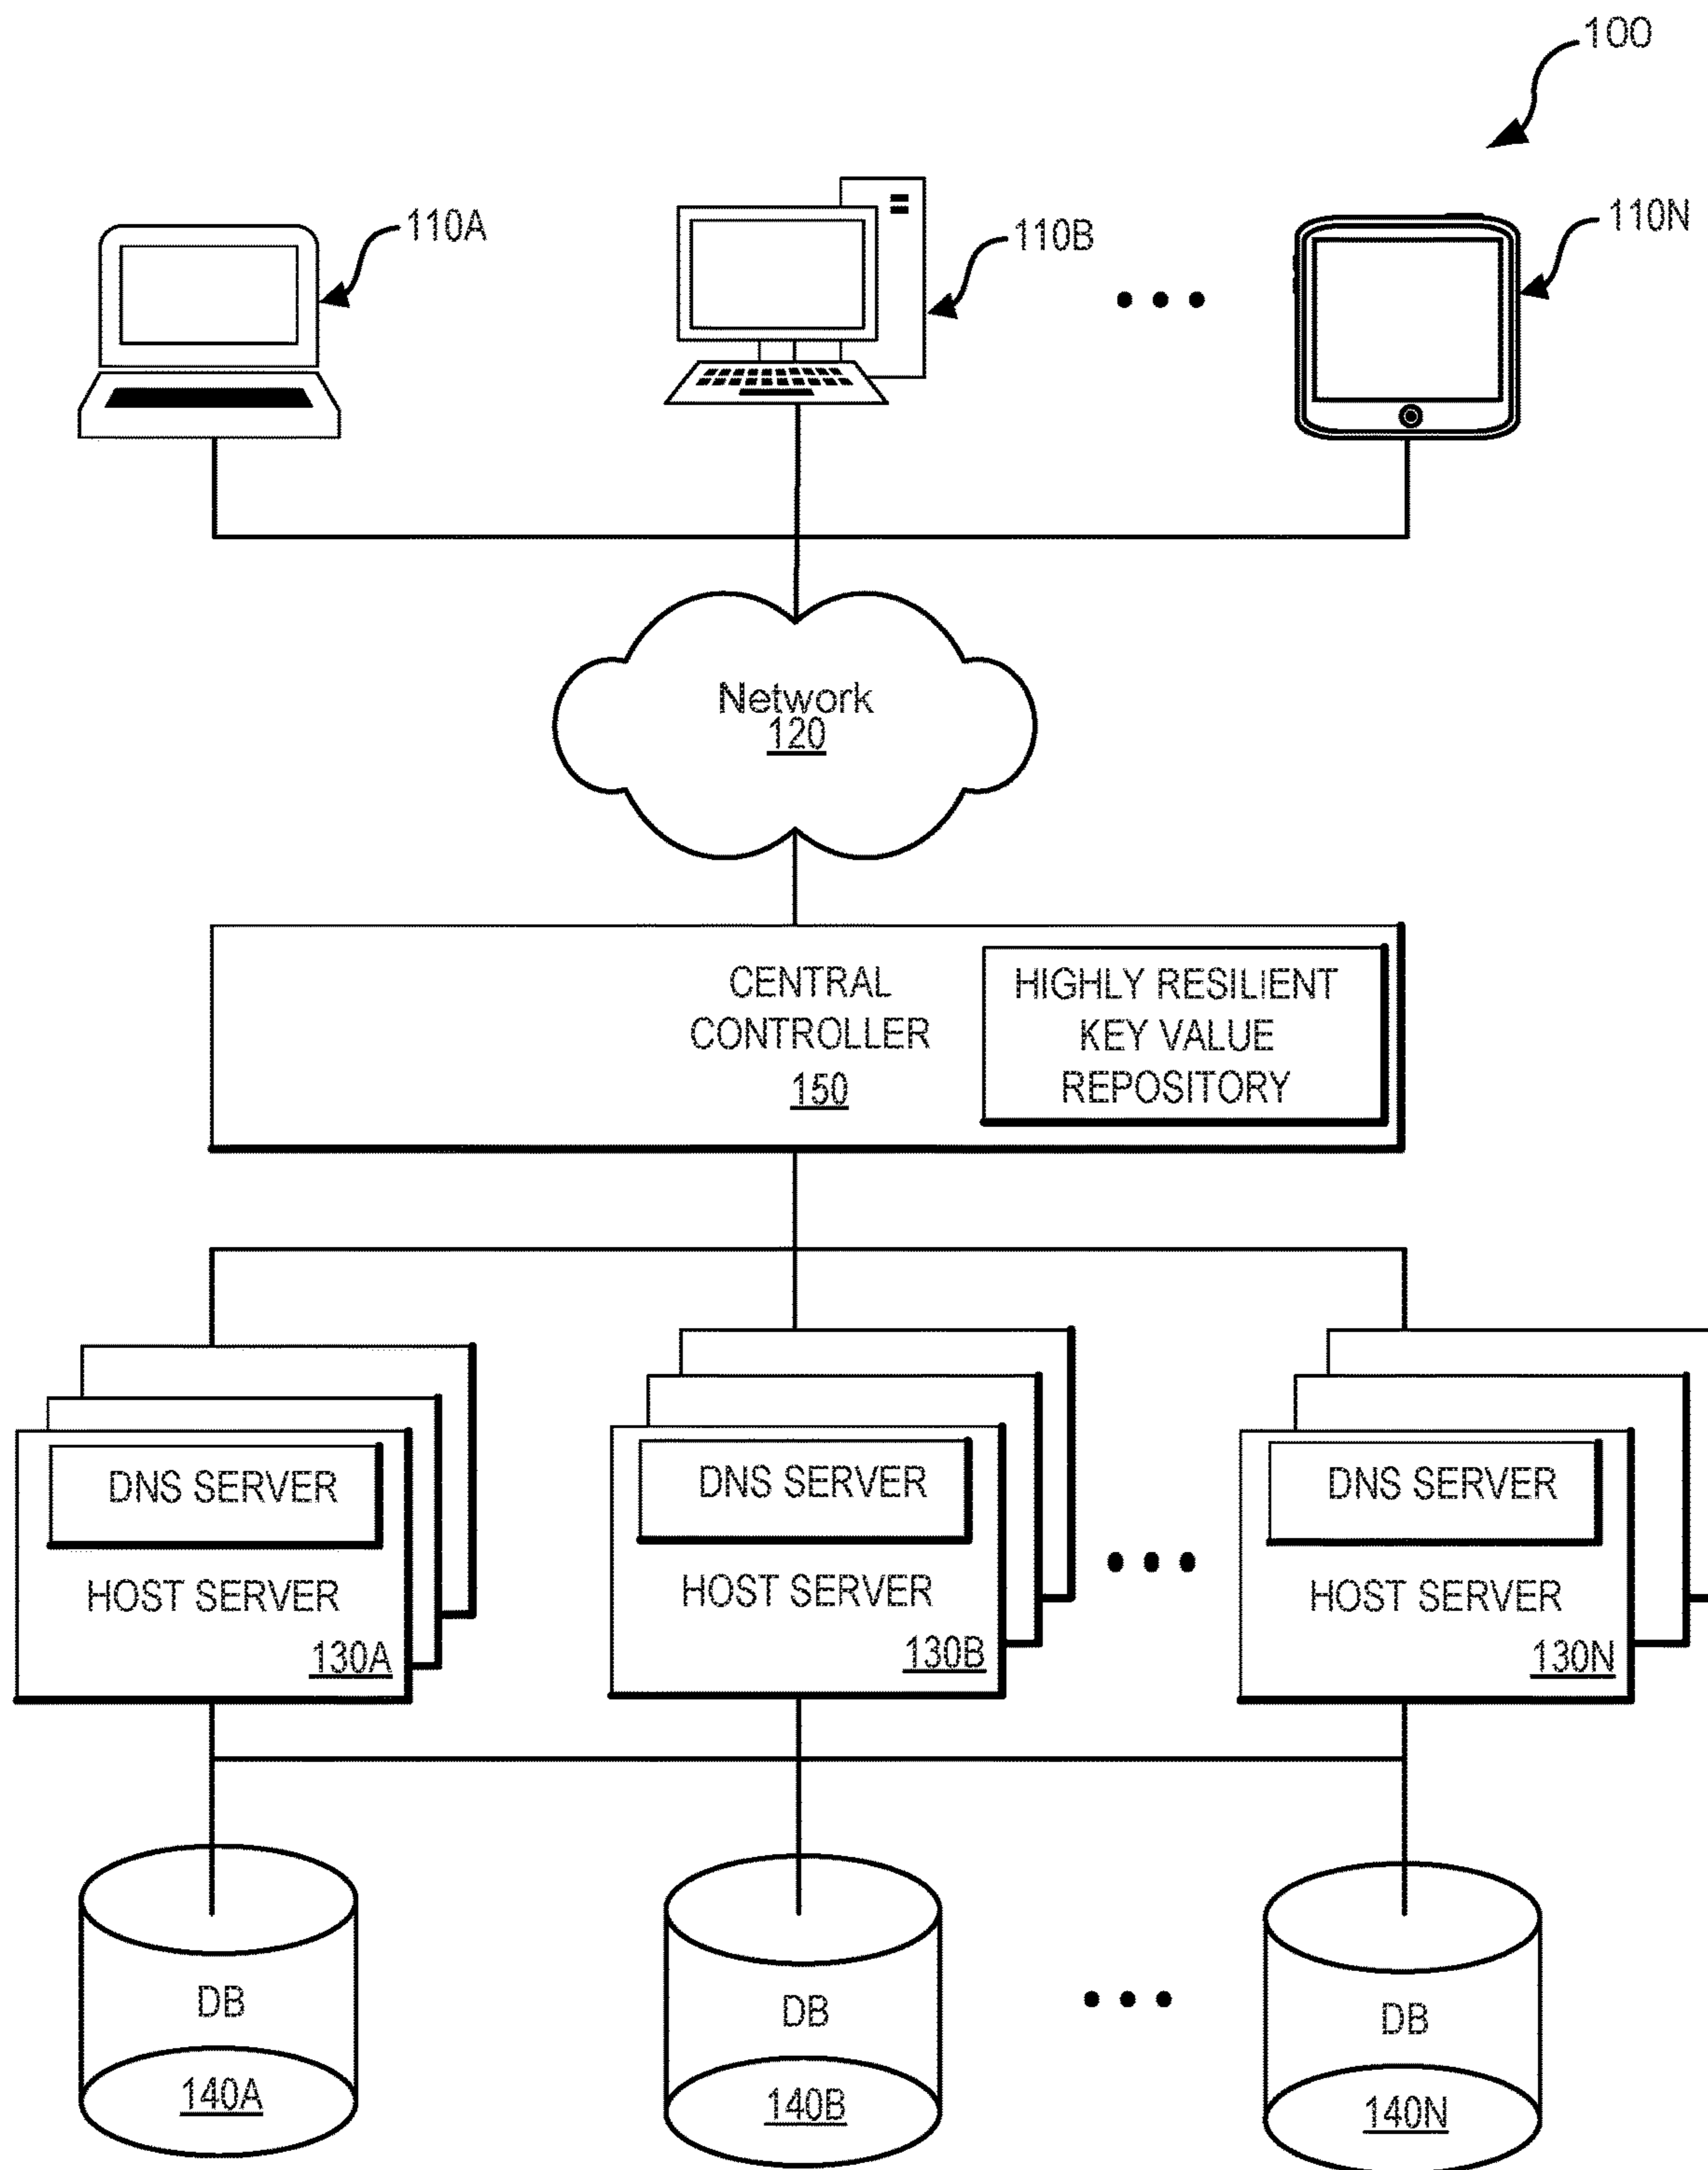 100
110A
110B
110N
Network
120
CENTRAL
CONTROLLER
150
HIGHLY RESILIENT
KEY VALUE
REPOSITORY
DNS SERVER
HOST SERVER
130A
DNS SERVER
HOST SERVER
130B
DNS SERVER
HOST SERVER
130N
DB
140A
DB
140B
DB
140N